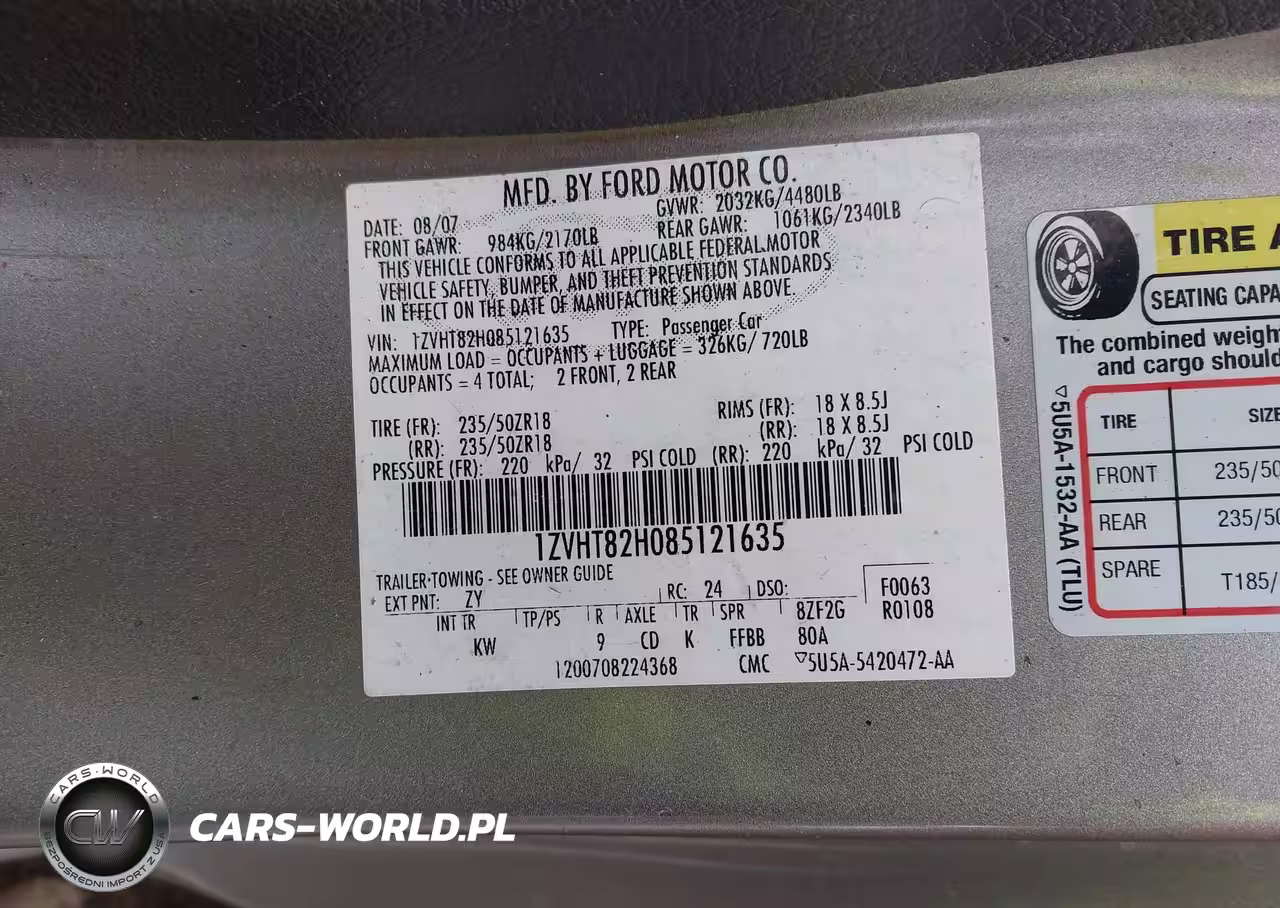 MFD. BY FORD MOTOR CO.
DATE: 08/07 GVWR: 2032KG/4480LB
FRONT GAWR: 984KG/2170LB REAR GAWR: 1061KG/2340LB
THIS VEHICLE CONFORMS TO ALL APPLICABLE FEDERAL MOTOR
VEHICLE SAFETY, BUMPER, AND THEFT PREVENTION STANDARDS
IN EFFECT ON THE DATE OF MANUFACTURE SHOWN ABOVE.
VIN: 1ZVHT82H085121635 TYPE: Passenger Car
MAXIMUM LOAD = OCCUPANTS + LUGGAGE = 326KG/ 720LB
OCCUPANTS = 4 TOTAL; 2 FRONT, 2 REAR
TIRE (FR): 235/50ZR18 RIMS (FR): 18 X 8.5J
(RR): 235/50ZR18 (RR): 18 X 8.5J
PRESSURE (FR): 220 kPa/ 32 PSI COLD (RR): 220 kPa/ 32 PSI COLD
1ZVHT82H085121635
TRAILER TOWING - SEE OWNER GUIDE
EXT PNT: ZY RC: 24 DSO: F0063
INT TR TP/PS R AXLE TR SPR 8ZF2G R0108
KW 9 CD K FFBB 80A
1200708224368 CMC ▽5U5A-5420472-AA
TIRE A
SEATING CAPA
The combined weigh
and cargo should
▽5U5A-1532-AA (TLU)
TIRE SIZE
FRONT 235/50
REAR 235/50
SPARE T185/
CARS-WORLD
CW
BEZPOŚREDNI IMPORT Z USA
CARS-WORLD.PL